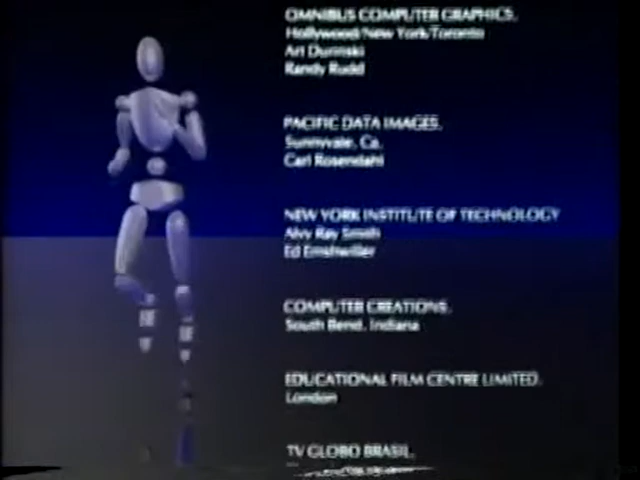 OMNIBUS COMPUTER GRAPHICS.
Hollywood/New York/Toronto
Art Durinski
Randy Rudd
PACIFIC DATA IMAGES.
Sunnyvale, Ca.
Carl Rosendahl
NEW YORK INSTITUTE OF TECHNOLOGY
Alvy Ray Smith
Ed Emshwiller
COMPUTER CREATIONS.
South Bend, Indiana
EDUCATIONAL FILM CENTRE LIMITED.
London
TV GLOBO BRASIL.